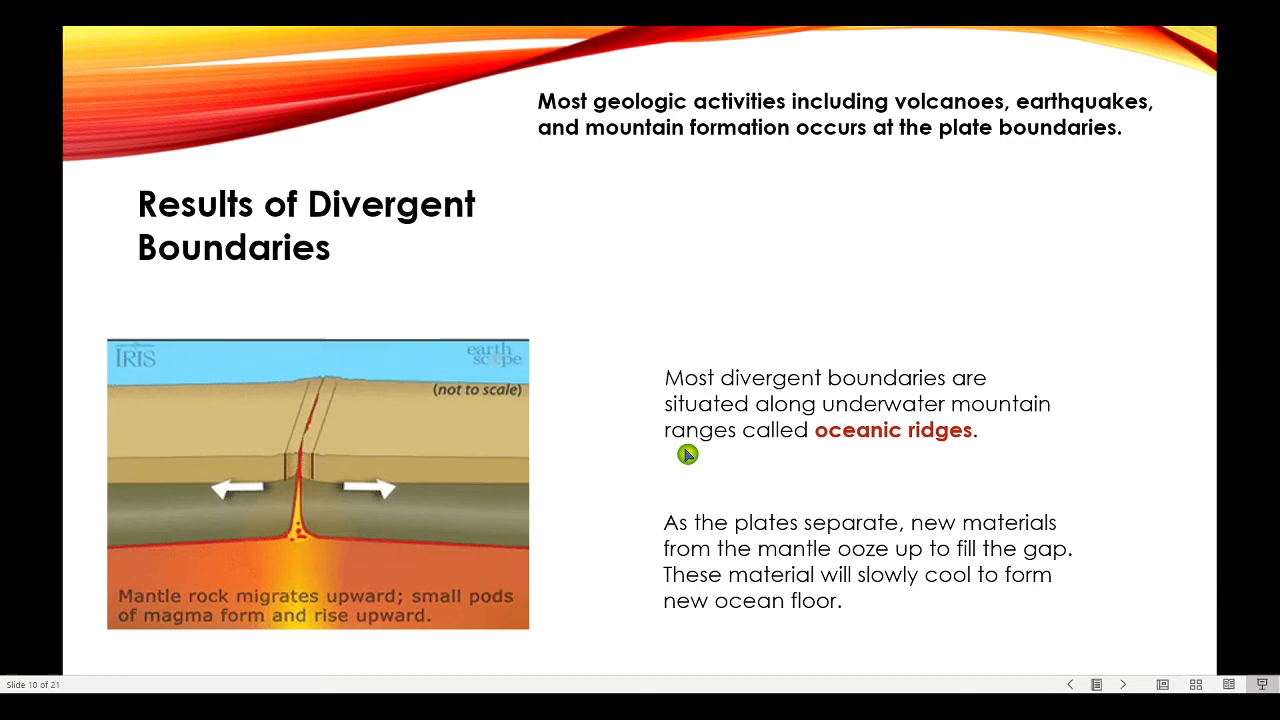 Most geologic activities including volcanoes, earthquakes,
and mountain formation occurs at the plate boundaries.
Results of Divergent
Boundaries
IRIS
earth
scope
(not to scale)
Mantle rock migrates upward; small pods
of magma form and rise upward.
Most divergent boundaries are
situated along underwater mountain
ranges called oceanic ridges.
As the plates separate, new materials
from the mantle ooze up to fill the gap.
These material will slowly cool to form
new ocean floor.
Slide 10 of 21